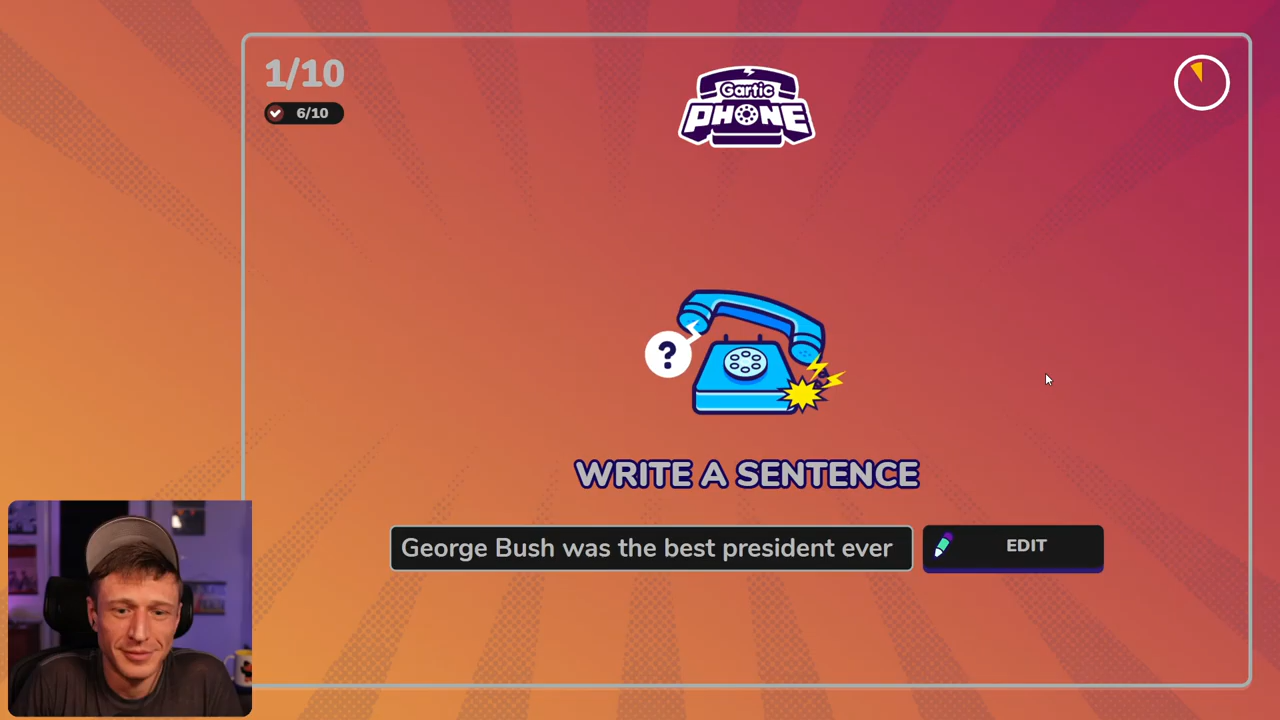 1/10
6/10
Gartic
PHONE
?
WRITE A SENTENCE
George Bush was the best president ever
EDIT